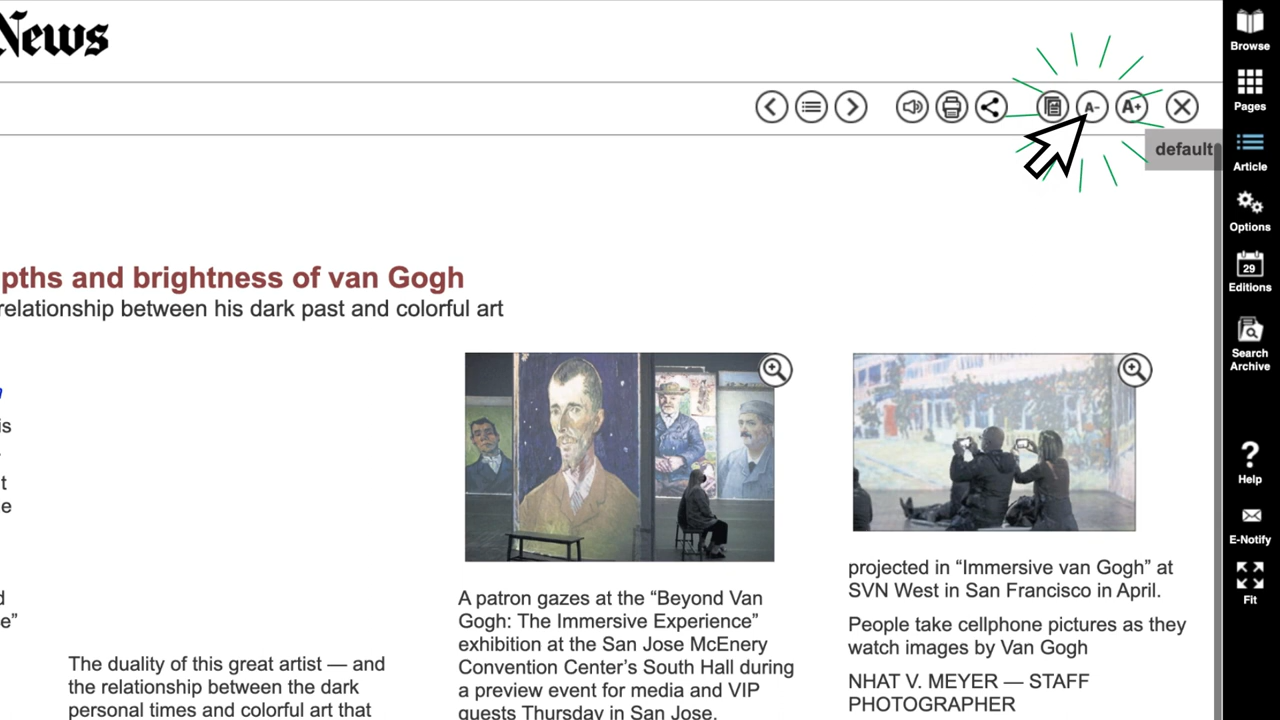 News
A-
A+
default
pths and brightness of van Gogh
relationship between his dark past and colorful art
is
t
e
d
e”
The duality of this great artist — and
the relationship between the dark
personal times and colorful art that
A patron gazes at the “Beyond Van
Gogh: The Immersive Experience”
exhibition at the San Jose McEnery
Convention Center’s South Hall during
a preview event for media and VIP
guests Thursday in San Jose.
projected in “Immersive van Gogh” at
SVN West in San Francisco in April.
People take cellphone pictures as they
watch images by Van Gogh
NHAT V. MEYER — STAFF
PHOTOGRAPHER
Browse
Pages
Article
Options
29
Editions
Search
Archive
?
Help
E-Notify
Fit